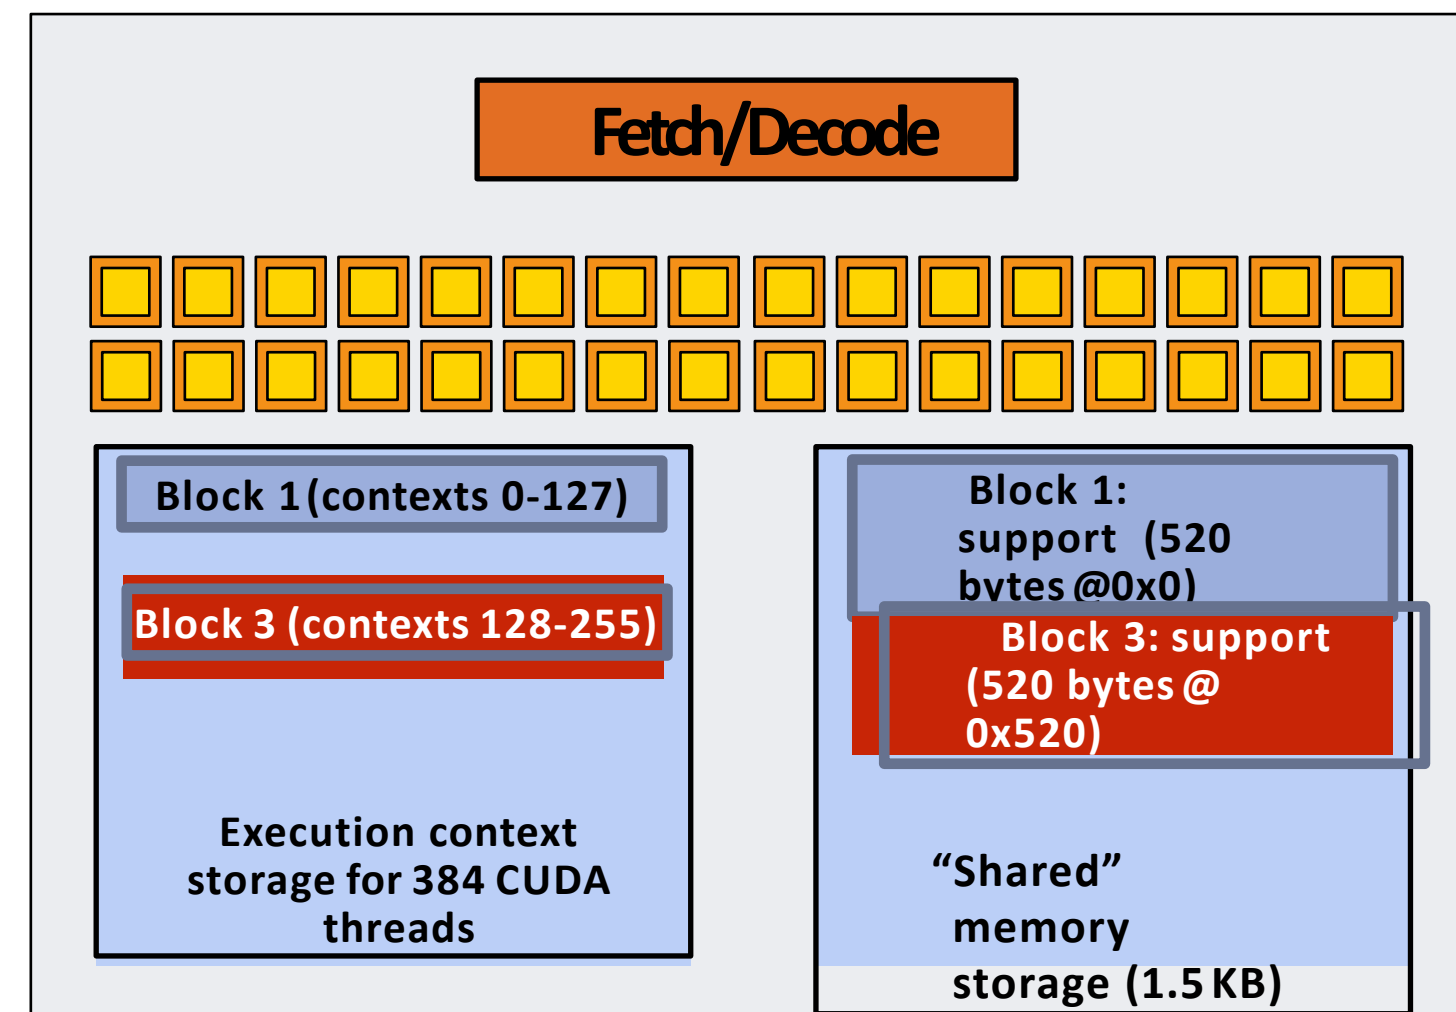 Fetch/Decode
Block 1 (contexts 0-127)
Block 3 (contexts 128-255)
Execution context
storage for 384 CUDA
threads
Block 1:
support (520
bytes @0x0)
Block 3: support
(520 bytes @
0x520)
“Shared”
memory
storage (1.5 KB)